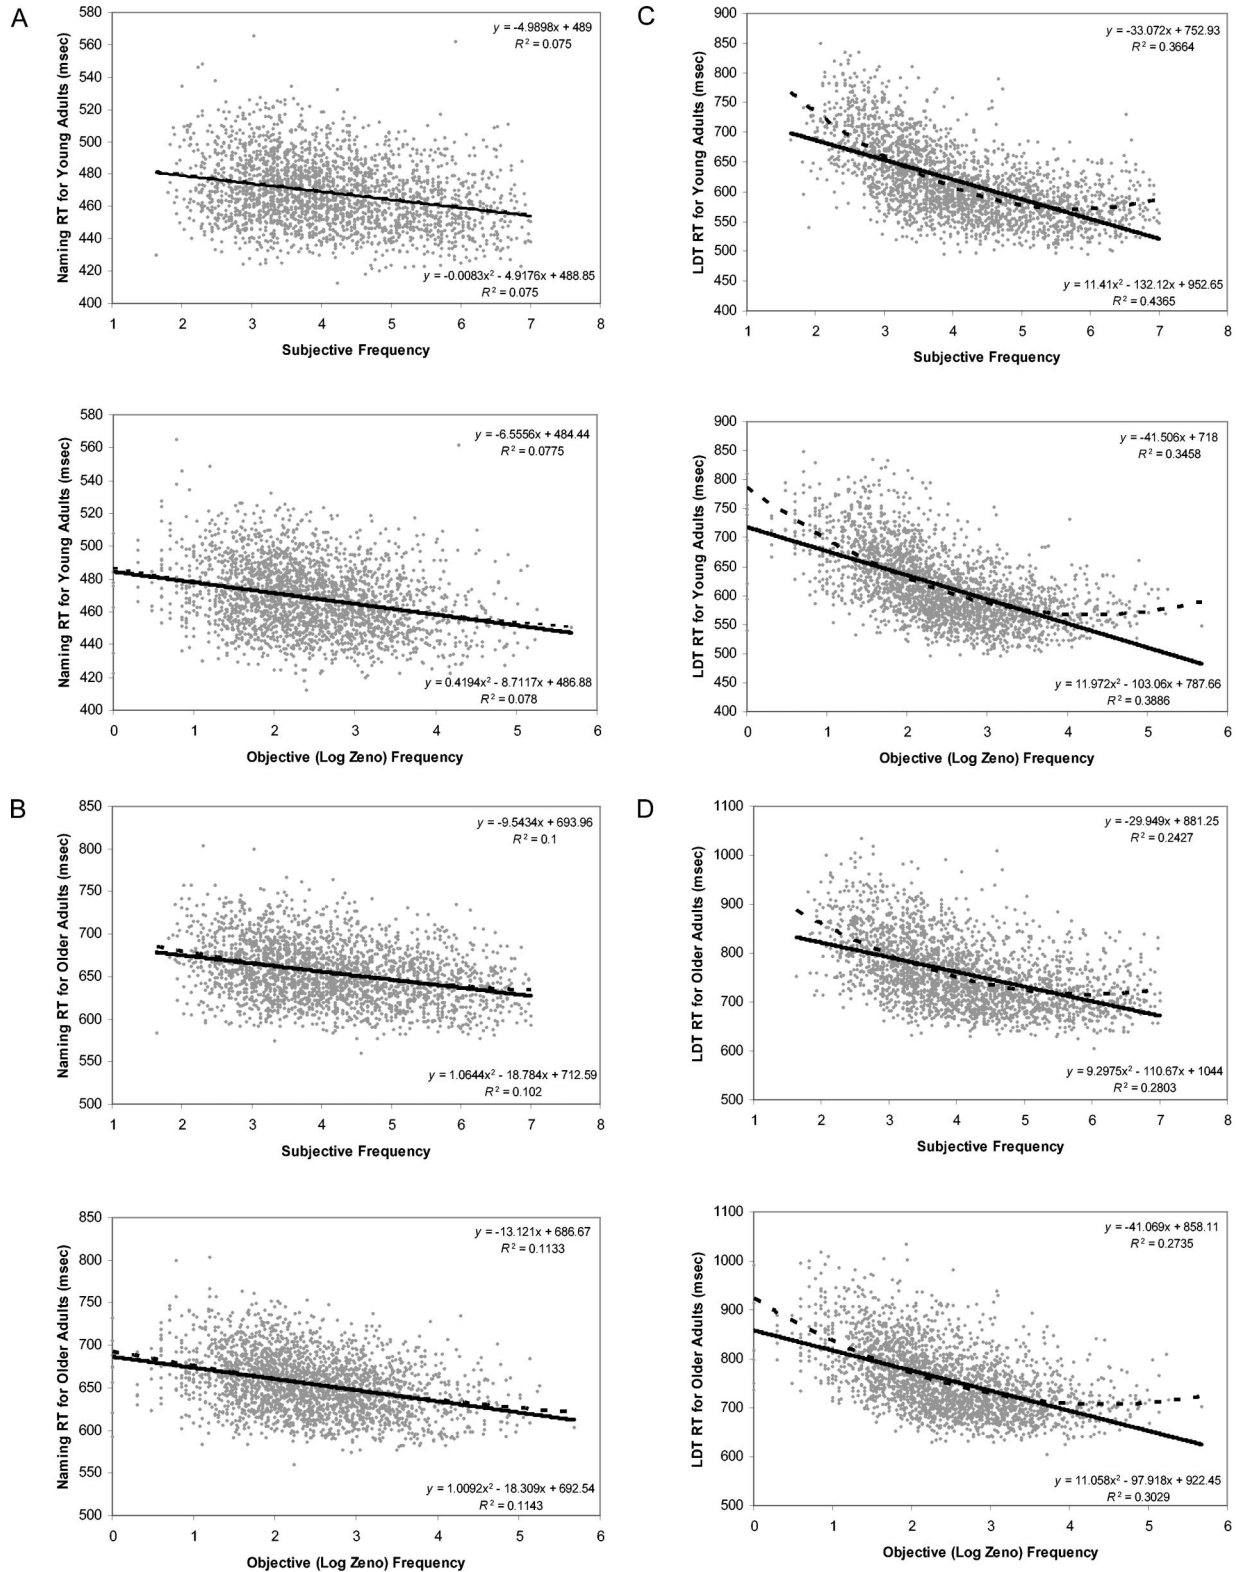 A
580
560
540
520
500
480
460
440
420
400
Naming RT for Young Adults (msec)
y = -4.9898x + 489
R² = 0.075
y = -0.0083x² - 4.9176x + 488.85
R² = 0.075
1 2 3 4 5 6 7 8
Subjective Frequency
580
560
540
520
500
480
460
440
420
400
Naming RT for Young Adults (msec)
y = -6.5556x + 484.44
R² = 0.0775
y = 0.4194x² - 8.7117x + 486.88
R² = 0.078
0 1 2 3 4 5 6
Objective (Log Zeno) Frequency
B
850
800
750
700
650
600
550
500
Naming RT for Older Adults (msec)
y = -9.5434x + 693.96
R² = 0.1
y = 1.0644x² - 18.784x + 712.59
R² = 0.102
1 2 3 4 5 6 7 8
Subjective Frequency
850
800
750
700
650
600
550
500
Naming RT for Older Adults (msec)
y = -13.121x + 686.67
R² = 0.1133
y = 1.0092x² - 18.309x + 692.54
R² = 0.1143
0 1 2 3 4 5 6
Objective (Log Zeno) Frequency
C
900
850
800
750
700
650
600
550
500
450
400
LDT RT for Young Adults (msec)
y = -33.072x + 752.93
R² = 0.3664
y = 11.41x² - 132.12x + 952.65
R² = 0.4365
1 2 3 4 5 6 7 8
Subjective Frequency
900
850
800
750
700
650
600
550
500
450
400
LDT RT for Young Adults (msec)
y = -41.506x + 718
R² = 0.3458
y = 11.972x² - 103.06x + 787.66
R² = 0.3886
0 1 2 3 4 5 6
Objective (Log Zeno) Frequency
D
1100
1000
900
800
700
600
500
LDT RT for Older Adults (msec)
y = -29.949x + 881.25
R² = 0.2427
y = 9.2975x² - 110.67x + 1044
R² = 0.2803
1 2 3 4 5 6 7 8
Subjective Frequency
1100
1000
900
800
700
600
500
LDT RT for Older Adults (msec)
y = -41.069x + 858.11
R² = 0.2735
y = 11.058x² - 97.918x + 922.45
R² = 0.3029
0 1 2 3 4 5 6
Objective (Log Zeno) Frequency